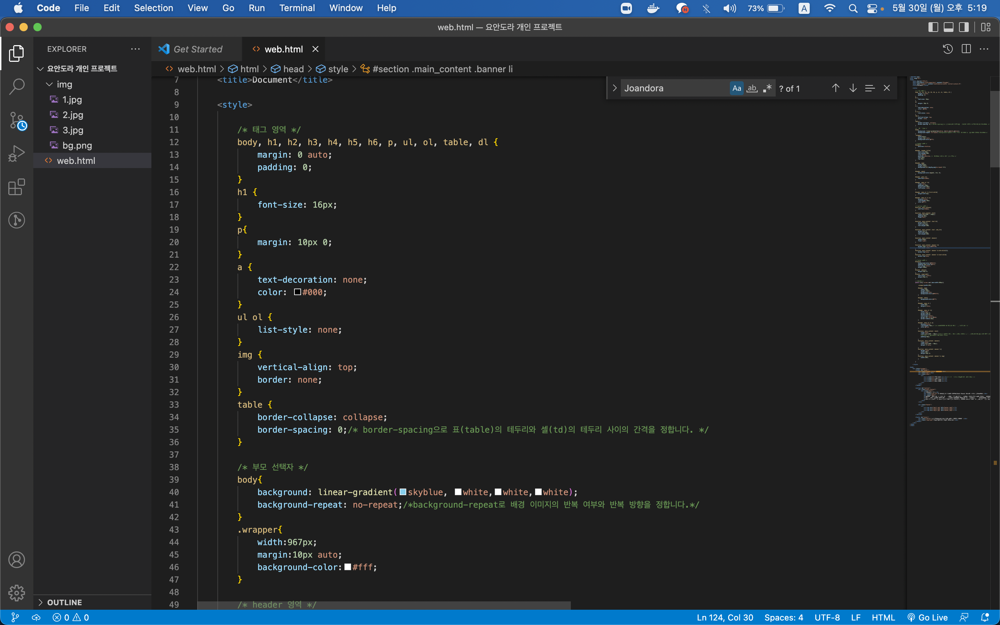 Code File Edit Selection View Go Run Terminal Window Help 73% A 5월 30일 (월) 오후 5:19
web.html — 요안도라 개인 프로젝트
EXPLORER
Get Started
web.html
요안도라 개인 프로젝트
img
1.jpg
2.jpg
3.jpg
bg.png
web.html
OUTLINE
web.html > html > head > style > #section .main_content .banner li
Joandora Aa ab ? of 1
7 <title>Document</title>
8
9 <style>
10
11 /* 태그 영역 */
12 body, h1, h2, h3, h4, h5, h6, p, ul, ol, table, dl {
13 margin: 0 auto;
14 padding: 0;
15 }
16 h1 {
17 font-size: 16px;
18 }
19 p{
20 margin: 10px 0;
21 }
22 a {
23 text-decoration: none;
24 color: #000;
25 }
26 ul ol {
27 list-style: none;
28 }
29 img {
30 vertical-align: top;
31 border: none;
32 }
33 table {
34 border-collapse: collapse;
35 border-spacing: 0;/* border-spacing으로 표(table)의 테두리와 셀(td)의 테두리 사이의 간격을 정합니다. */
36 }
37
38 /* 부모 선택자 */
39 body{
40 background: linear-gradient(skyblue, white,white,white);
41 background-repeat: no-repeat;/*background-repeat로 배경 이미지의 반복 여부와 반복 방향을 정합니다.*/
42 }
43 .wrapper{
44 width:967px;
45 margin:10px auto;
46 background-color:#fff;
47 }
48
49 /* header 영역 */
0 0 Ln 124, Col 30 Spaces: 4 UTF-8 LF HTML Go Live